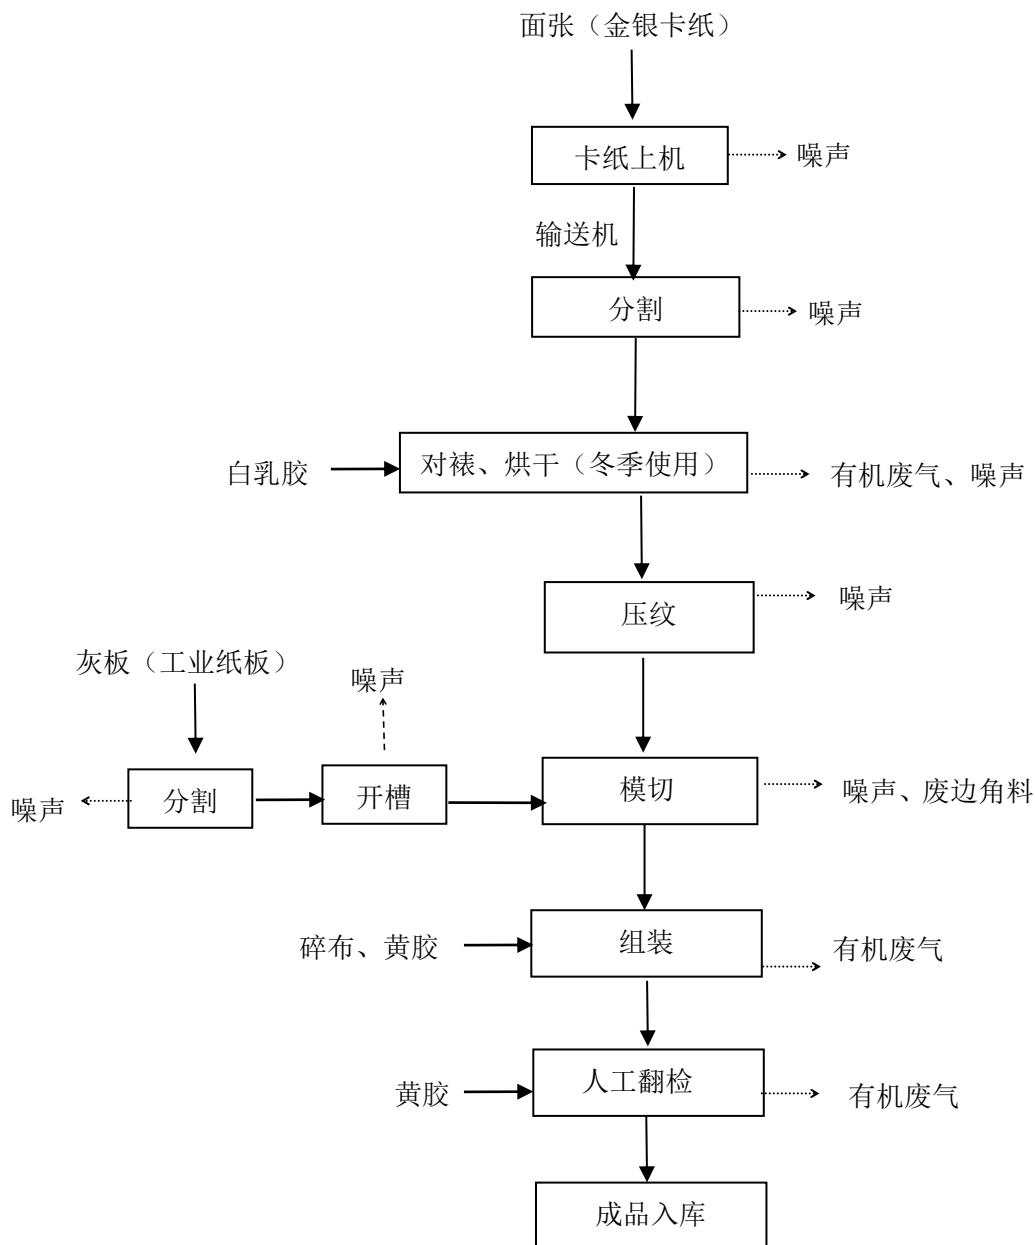 面张（金银卡纸）
卡纸上机
噪声
输送机
分割
噪声
白乳胶
对裱、烘干（冬季使用）
有机废气、噪声
压纹
噪声
灰板（工业纸板）
噪声
噪声
分割
开槽
模切
噪声、废边角料
碎布、黄胶
组装
有机废气
黄胶
人工翻检
有机废气
成品入库